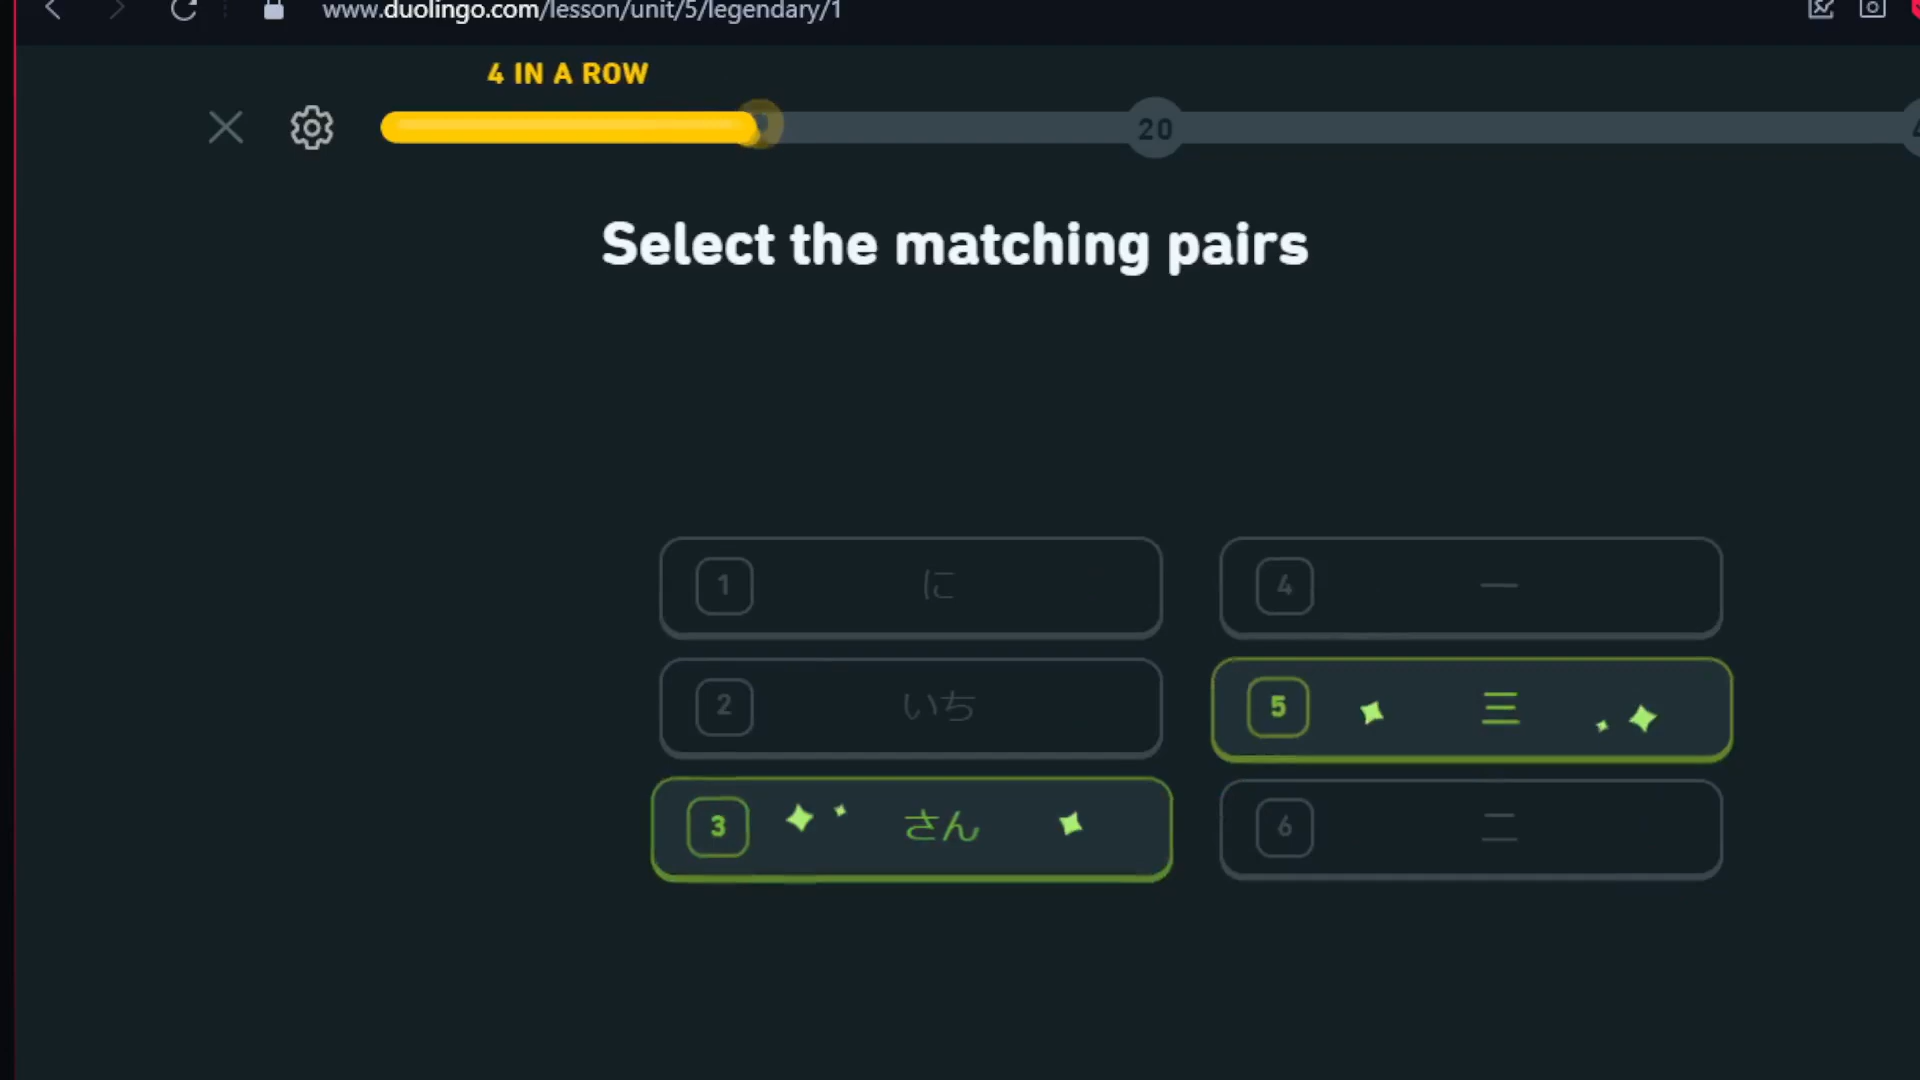 www.duolingo.com/lesson/unit/5/legendary/1
4 IN A ROW
20
Select the matching pairs
1 に
4 一
2 いち
5 三
3 さん
6 二